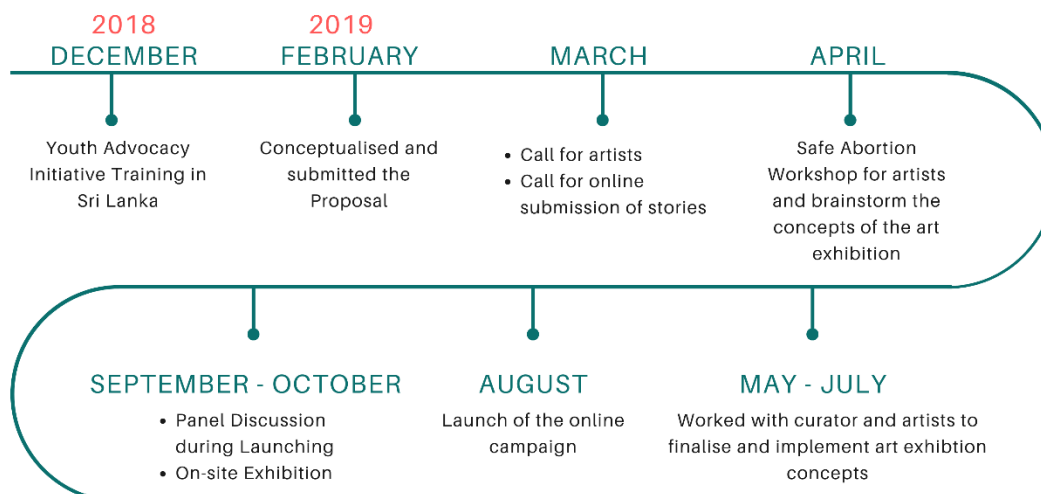 2018
DECEMBER
Youth Advocacy
Initiative Training in
Sri Lanka
2019
FEBRUARY
Conceptualised and
submitted the
Proposal
MARCH
• Call for artists
• Call for online
submission of stories
APRIL
Safe Abortion
Workshop for artists
and brainstorm the
concepts of the art
exhibition
MAY - JULY
Worked with curator and artists to
finalise and implement art exhibtion
concepts
AUGUST
Launch of the online
campaign
SEPTEMBER - OCTOBER
• Panel Discussion
during Launching
• On-site Exhibition